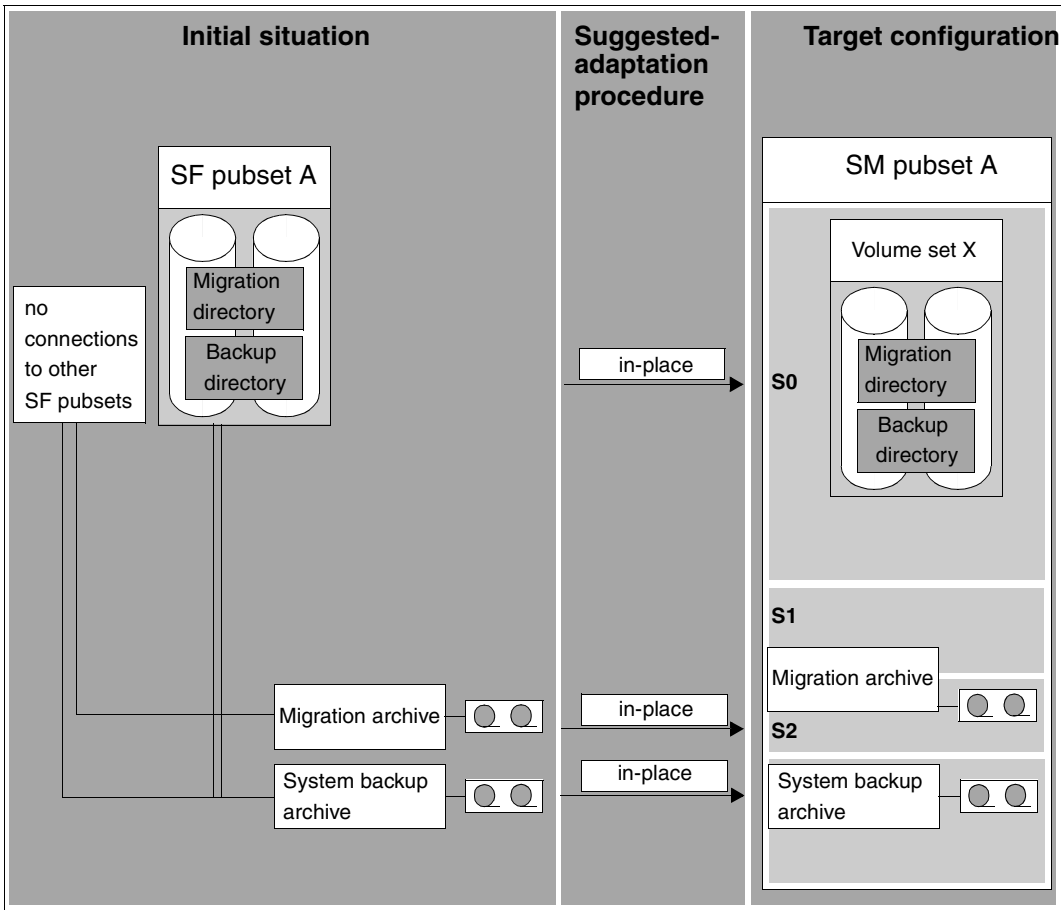 Initial situation
Suggested-
adaptation
procedure
Target configuration
SF pubset A
Migration
directory
Backup
directory
no
connections
to other
SF pubsets
Migration archive
System backup
archive
in-place
in-place
in-place
SM pubset A
Volume set X
Migration
directory
Backup
directory
S0
S1
Migration archive
S2
System backup
archive